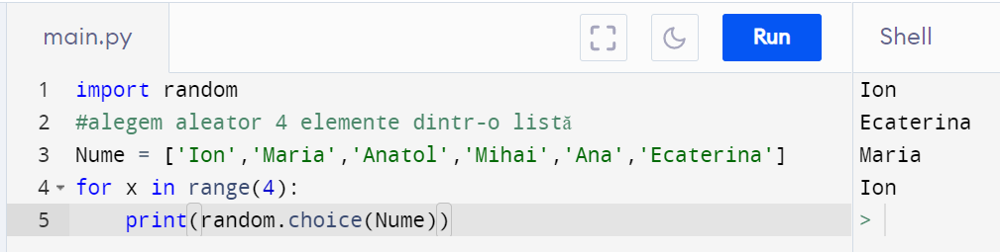 main.py
Run
Shell
1 import random
2 #alegem aleator 4 elemente dintr-o listă
3 Nume = ['Ion','Maria','Anatol','Mihai','Ana','Ecaterina']
4 for x in range(4):
5     print(random.choice(Nume))
Ion
Ecaterina
Maria
Ion
>